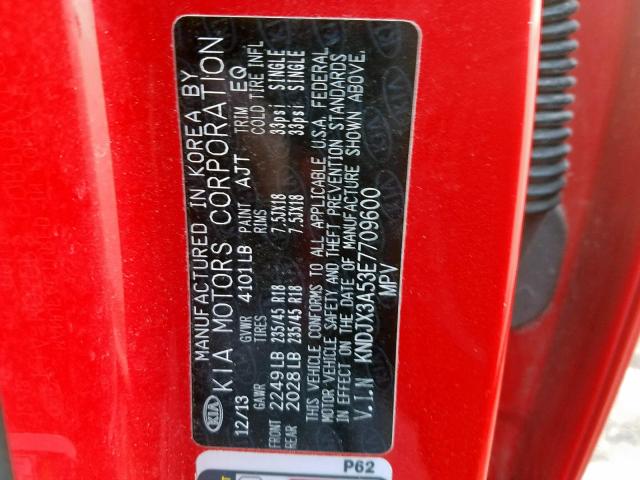 MANUFACTURED IN KOREA BY
KIA KIA MOTORS CORPORATION
12/13 GVWR 4101LB PAINT AJT TRIM EQ
GAWR TIRES RIMS COLD TIRE INFL
FRONT 2249LB 235/45 R18 7.5JX18 33psi SINGLE
REAR 2028LB 235/45 R18 7.5JX18 33psi SINGLE
THIS VEHICLE CONFORMS TO ALL APPLICABLE U.S.A. FEDERAL
MOTOR VEHICLE SAFETY AND THEFT PREVENTION STANDARDS
IN EFFECT ON THE DATE OF MANUFACTURE SHOWN ABOVE.
V.I.N KNDJX3A53E7709600
MPV
P62